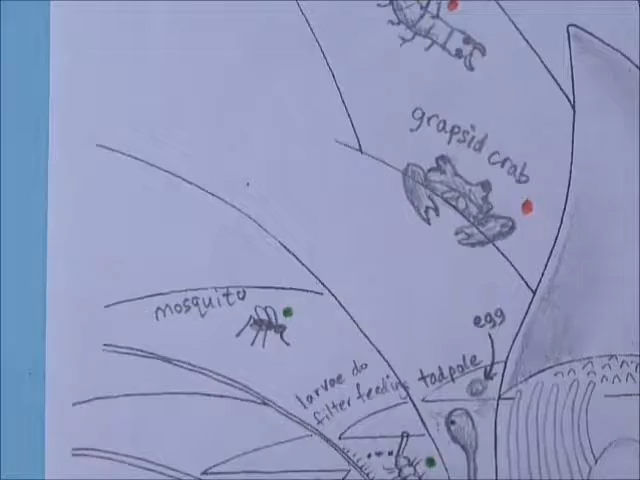 grapsid crab
mosquito
egg
tadpole
larvae do
filter feeding